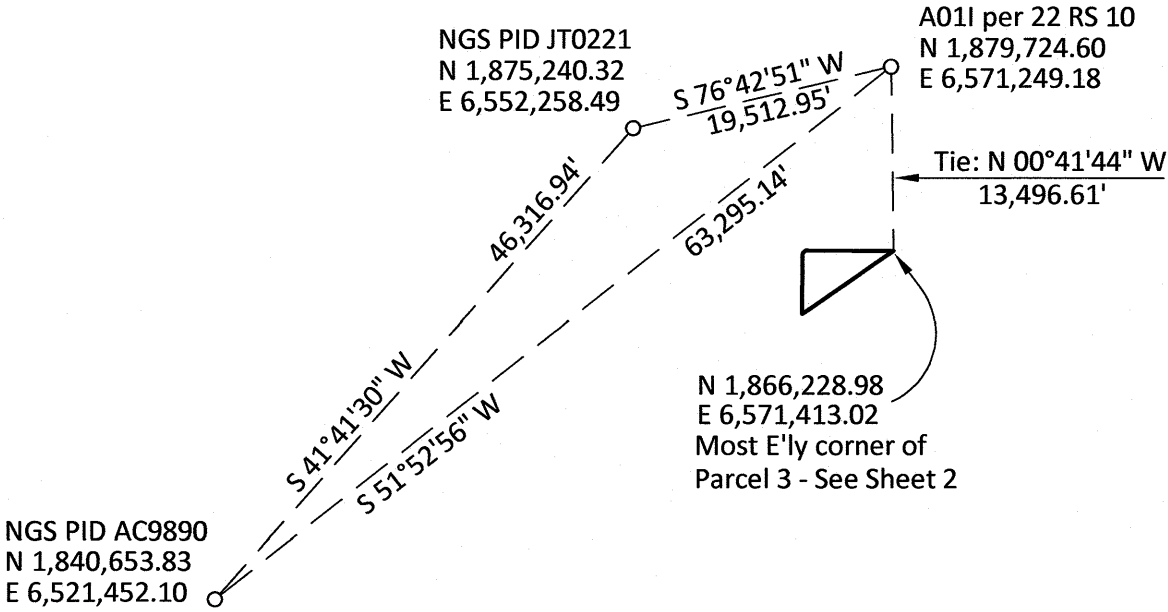 A01I per 22 RS 10
N 1,879,724.60
E 6,571,249.18
NGS PID JT0221
N 1,875,240.32
E 6,552,258.49
S 76°42'51" W
19,512.95'
Tie: N 00°41'44" W
13,496.61'
46,316.94'
63,295.14'
S 41°41'30" W
S 51°52'56" W
N 1,866,228.98
E 6,571,413.02
Most E'ly corner of
Parcel 3 - See Sheet 2
NGS PID AC9890
N 1,840,653.83
E 6,521,452.10